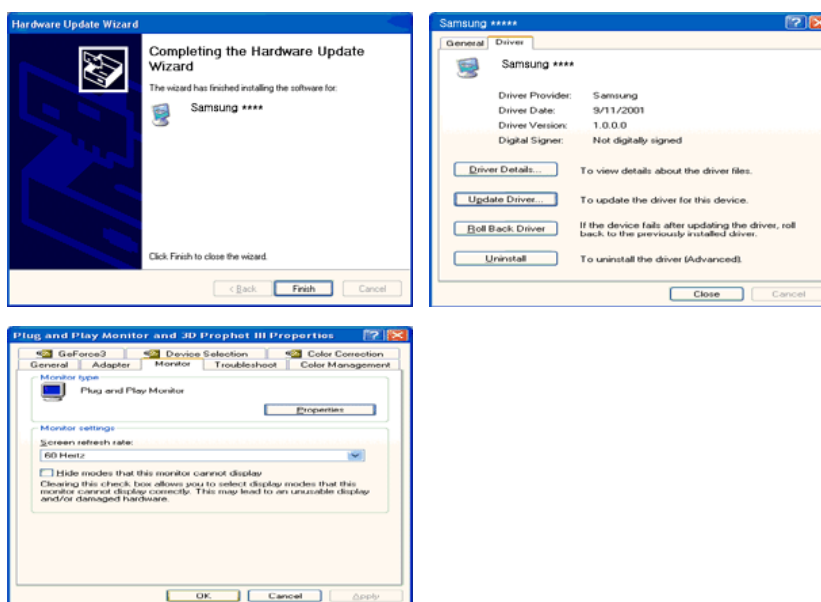 Hardware Update Wizard
Completing the Hardware Update
Wizard
The wizard has finished installing the software for:
Samsung ****
Click Finish to close the wizard.
< Back
Finish
Cancel
Samsung *****
General
Driver
Samsung ****
Driver Provider: Samsung
Driver Date: 9/11/2001
Driver Version: 1.0.0.0
Digital Signer: Not digitally signed
Driver Details... To view details about the driver files.
Update Driver... To update the driver for this device.
Roll Back Driver
If the device fails after updating the driver, roll
back to the previously installed driver.
Uninstall To uninstall the driver (Advanced).
Close
Cancel
Plug and Play Monitor and 3D Prophet III Properties
GeForce3 Device Selection Color Correction
General Adapter Monitor Troubleshoot Color Management
Monitor type
Plug and Play Monitor
Properties
Monitor settings
Screen refresh rate:
60 Hertz
Hide modes that this monitor cannot display
Clearing this check box allows you to select display modes that this
monitor cannot display correctly. This may lead to an unusable display
and/or damaged hardware.
OK
Cancel
Apply